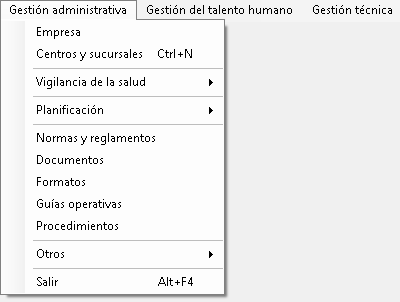 Gestión administrativa Gestión del talento humano Gestión técnica
Empresa
Centros y sucursales Ctrl+N
Vigilancia de la salud
Planificación
Normas y reglamentos
Documentos
Formatos
Guías operativas
Procedimientos
Otros
Salir Alt+F4